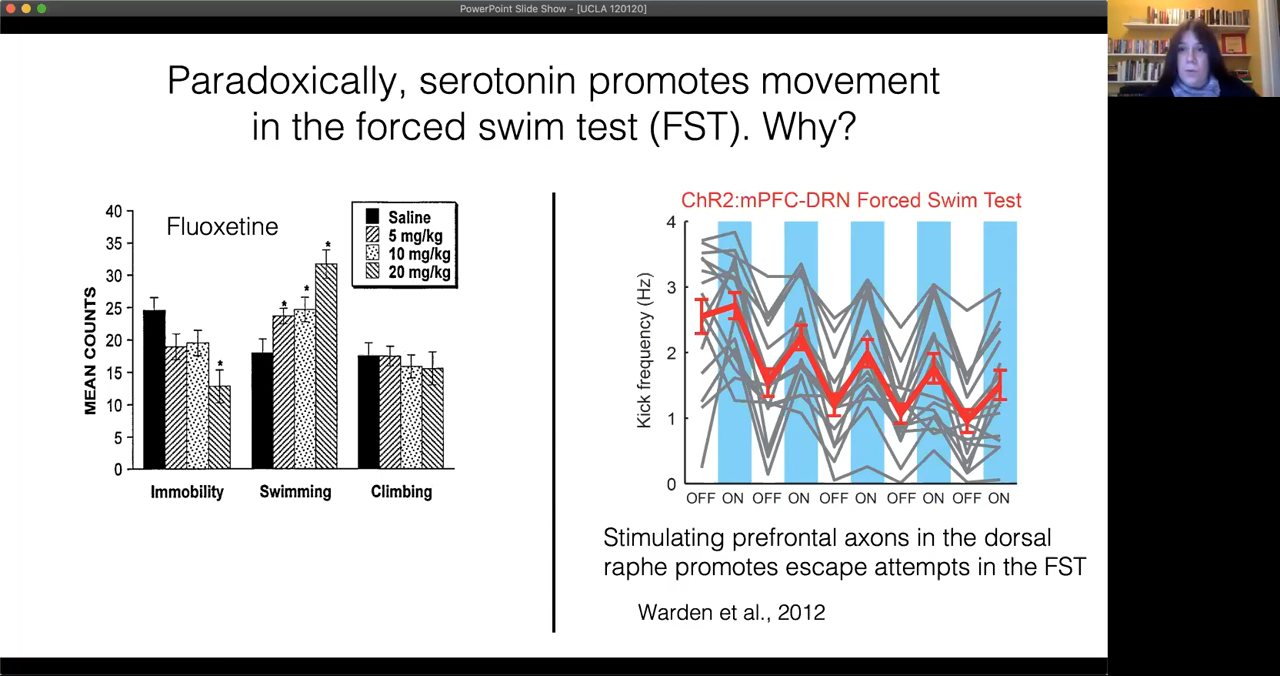 PowerPoint Slide Show - [UCLA 120120]
Paradoxically, serotonin promotes movement
in the forced swim test (FST). Why?
Fluoxetine
Saline
5 mg/kg
10 mg/kg
20 mg/kg
MEAN COUNTS
40
35
30
25
20
15
10
5
0
*
*
*
*
Immobility Swimming Climbing
ChR2:mPFC-DRN Forced Swim Test
Kick frequency (Hz)
4
3
2
1
0
OFF ON OFF ON OFF ON OFF ON OFF ON
Stimulating prefrontal axons in the dorsal
raphe promotes escape attempts in the FST
Warden et al., 2012